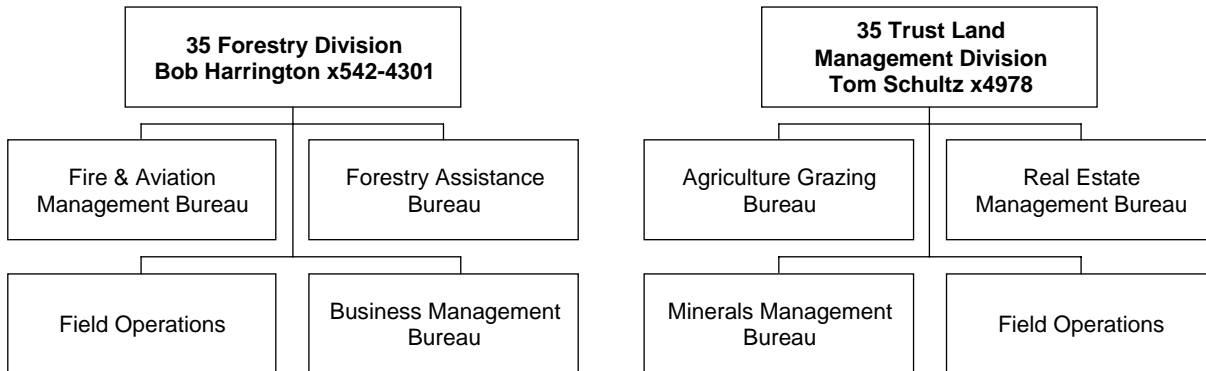 35 Forestry Division
Bob Harrington x542-4301
Fire & Aviation
Management Bureau
Forestry Assistance
Bureau
Field Operations
Business Management
Bureau
35 Trust Land
Management Division
Tom Schultz x4978
Agriculture Grazing
Bureau
Real Estate
Management Bureau
Minerals Management
Bureau
Field Operations